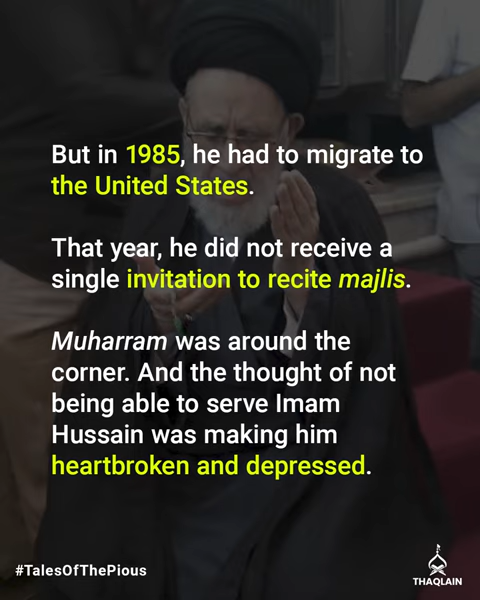 But in 1985, he had to migrate to
the United States.
That year, he did not receive a
single invitation to recite majlis.
Muharram was around the
corner. And the thought of not
being able to serve Imam
Hussain was making him
heartbroken and depressed.
#TalesOfThePious
THAQLAIN